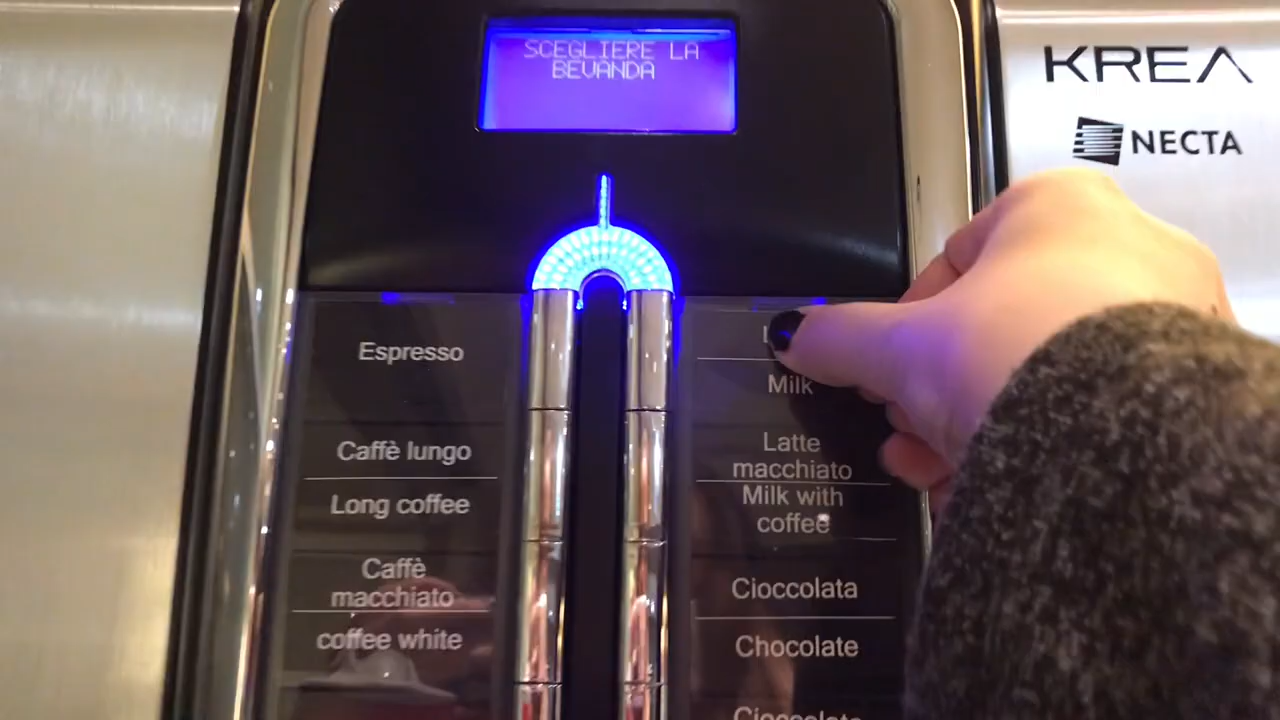 SCEGLIERE LA
BEVANDA
KREA
NECTA
Espresso
Caffè lungo
Long coffee
Caffè
macchiato
coffee white
Milk
Latte
macchiato
Milk with
coffee
Cioccolata
Chocolate
Cioccolata